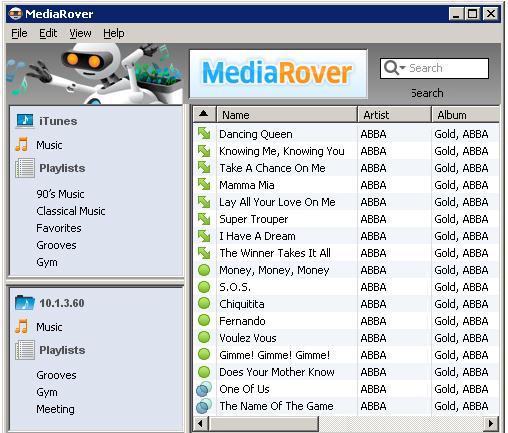 MediaRover
File Edit View Help
MediaRover
Search
Search
iTunes
Music
Playlists
90's Music
Classical Music
Favorites
Grooves
Gym
10.1.3.60
Music
Playlists
Grooves
Gym
Meeting
Name Artist Album
Dancing Queen ABBA Gold, ABBA
Knowing Me, Knowing You ABBA Gold, ABBA
Take A Chance On Me ABBA Gold, ABBA
Mamma Mia ABBA Gold, ABBA
Lay All Your Love On Me ABBA Gold, ABBA
Super Trouper ABBA Gold, ABBA
I Have A Dream ABBA Gold, ABBA
The Winner Takes It All ABBA Gold, ABBA
Money, Money, Money ABBA Gold, ABBA
S.O.S. ABBA Gold, ABBA
Chiquitita ABBA Gold, ABBA
Fernando ABBA Gold, ABBA
Voulez Vous ABBA Gold, ABBA
Gimme! Gimme! Gimme! ABBA Gold, ABBA
Does Your Mother Know ABBA Gold, ABBA
One Of Us ABBA Gold, ABBA
The Name Of The Game ABBA Gold, ABBA